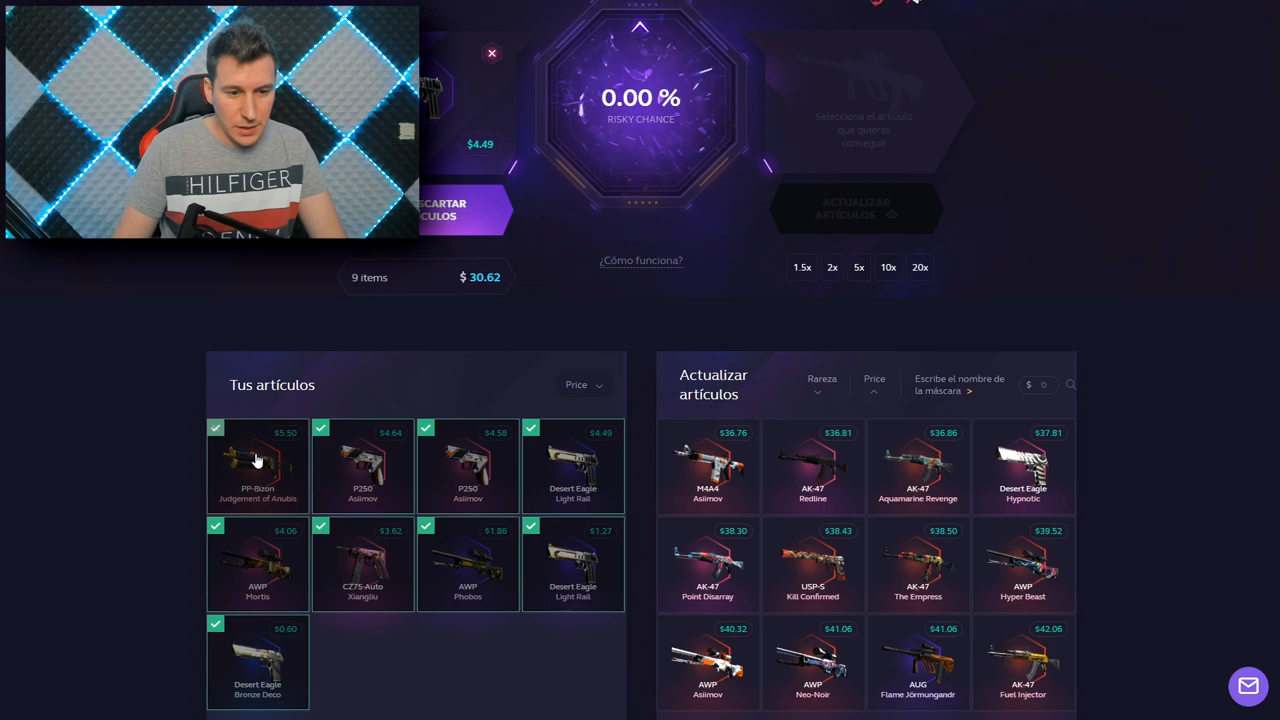 HILFIGER
DENIM
$4.49
SCARTAR
CULOS
9 items
$ 30.62
0.00 %
RISKY CHANCE
¿Cómo funciona?
Selecciona el artículo
que quieras
conseguir
ACTUALIZAR
ARTÍCULOS
1.5x
2x
5x
10x
20x
Tus artículos
Price
$5.50
PP-Bizon
Judgement of Anubis
$4.64
P250
Asiimov
$4.58
P250
Asiimov
$4.49
Desert Eagle
Light Rail
$4.06
AWP
Mortis
$3.62
CZ75-Auto
Xiangliu
$1.86
AWP
Phobos
$1.27
Desert Eagle
Light Rail
$0.60
Desert Eagle
Bronze Deco
Actualizar
artículos
Rareza
Price
Escribe el nombre de
la máscara >
$ 0
$36.76
M4A4
Asiimov
$36.81
AK-47
Redline
$36.86
AK-47
Aquamarine Revenge
$37.81
Desert Eagle
Hypnotic
$38.30
AK-47
Point Disarray
$38.43
USP-S
Kill Confirmed
$38.50
AK-47
The Empress
$39.52
AWP
Hyper Beast
$40.32
AWP
Asiimov
$41.06
AWP
Neo-Noir
$41.06
AUG
Flame Jörmungandr
$42.06
AK-47
Fuel Injector